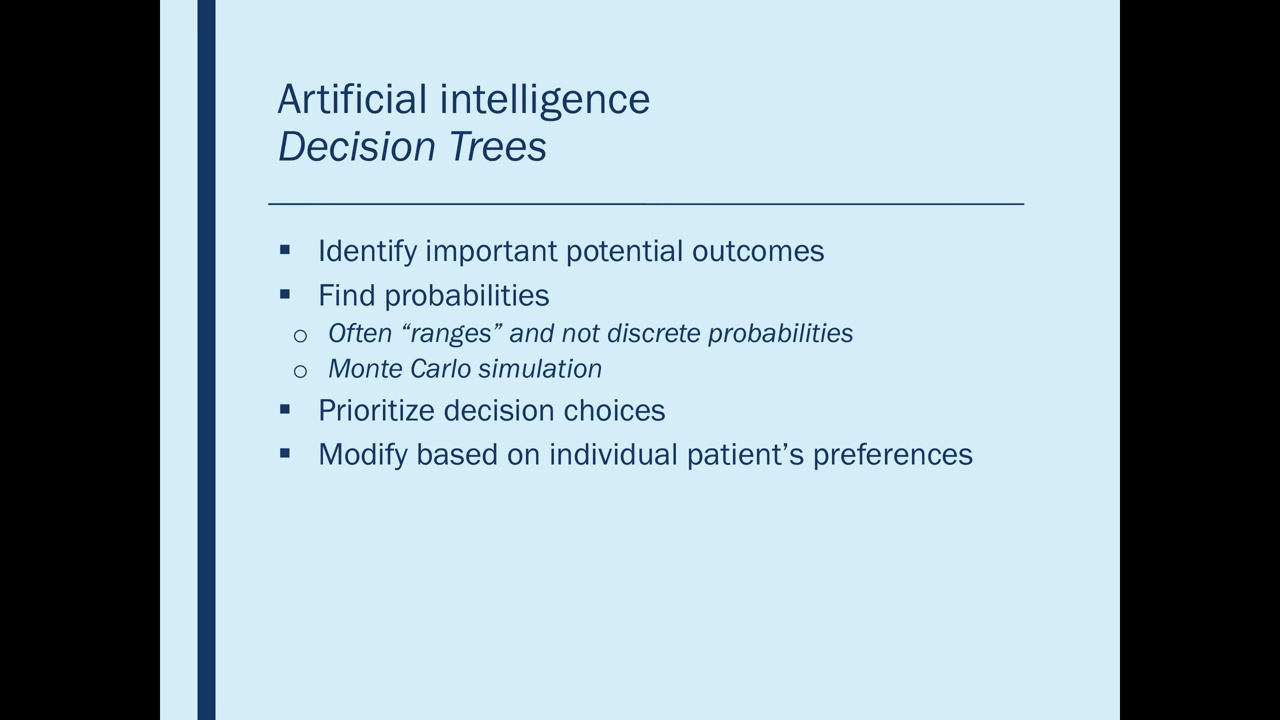 Artificial intelligence
Decision Trees
▪ Identify important potential outcomes
▪ Find probabilities
o Often “ranges” and not discrete probabilities
o Monte Carlo simulation
▪ Prioritize decision choices
▪ Modify based on individual patient’s preferences